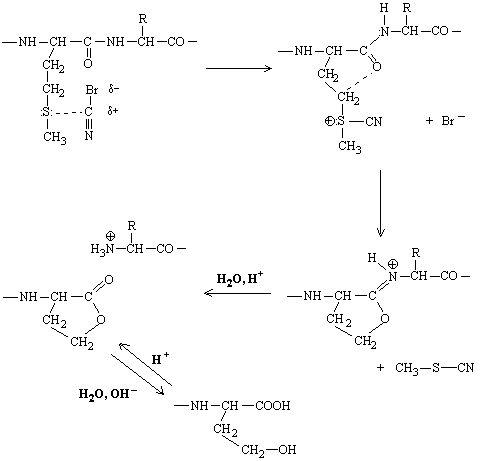 R
—NH—CH—C—NH—CH—CO—
CH₂
O
CH₂
Br δ−
:S: C δ+
CH₃
N
H
R
N—CH—CO—
—NH—CH—C
CH₂
O
CH₂
⊕ :S—CN
CH₃
+ Br⁻
R
⊕
H₃N—CH—CO—
O
—NH—CH—C
CH₂
O
CH₂
H₂O, H⁺
H
⊕
R
N—CH—CO—
—NH—CH—C
CH₂
O
CH₂
+ CH₃—S—CN
H⁺
H₂O, OH⁻
—NH—CH—COOH
CH₂
CH₂—OH